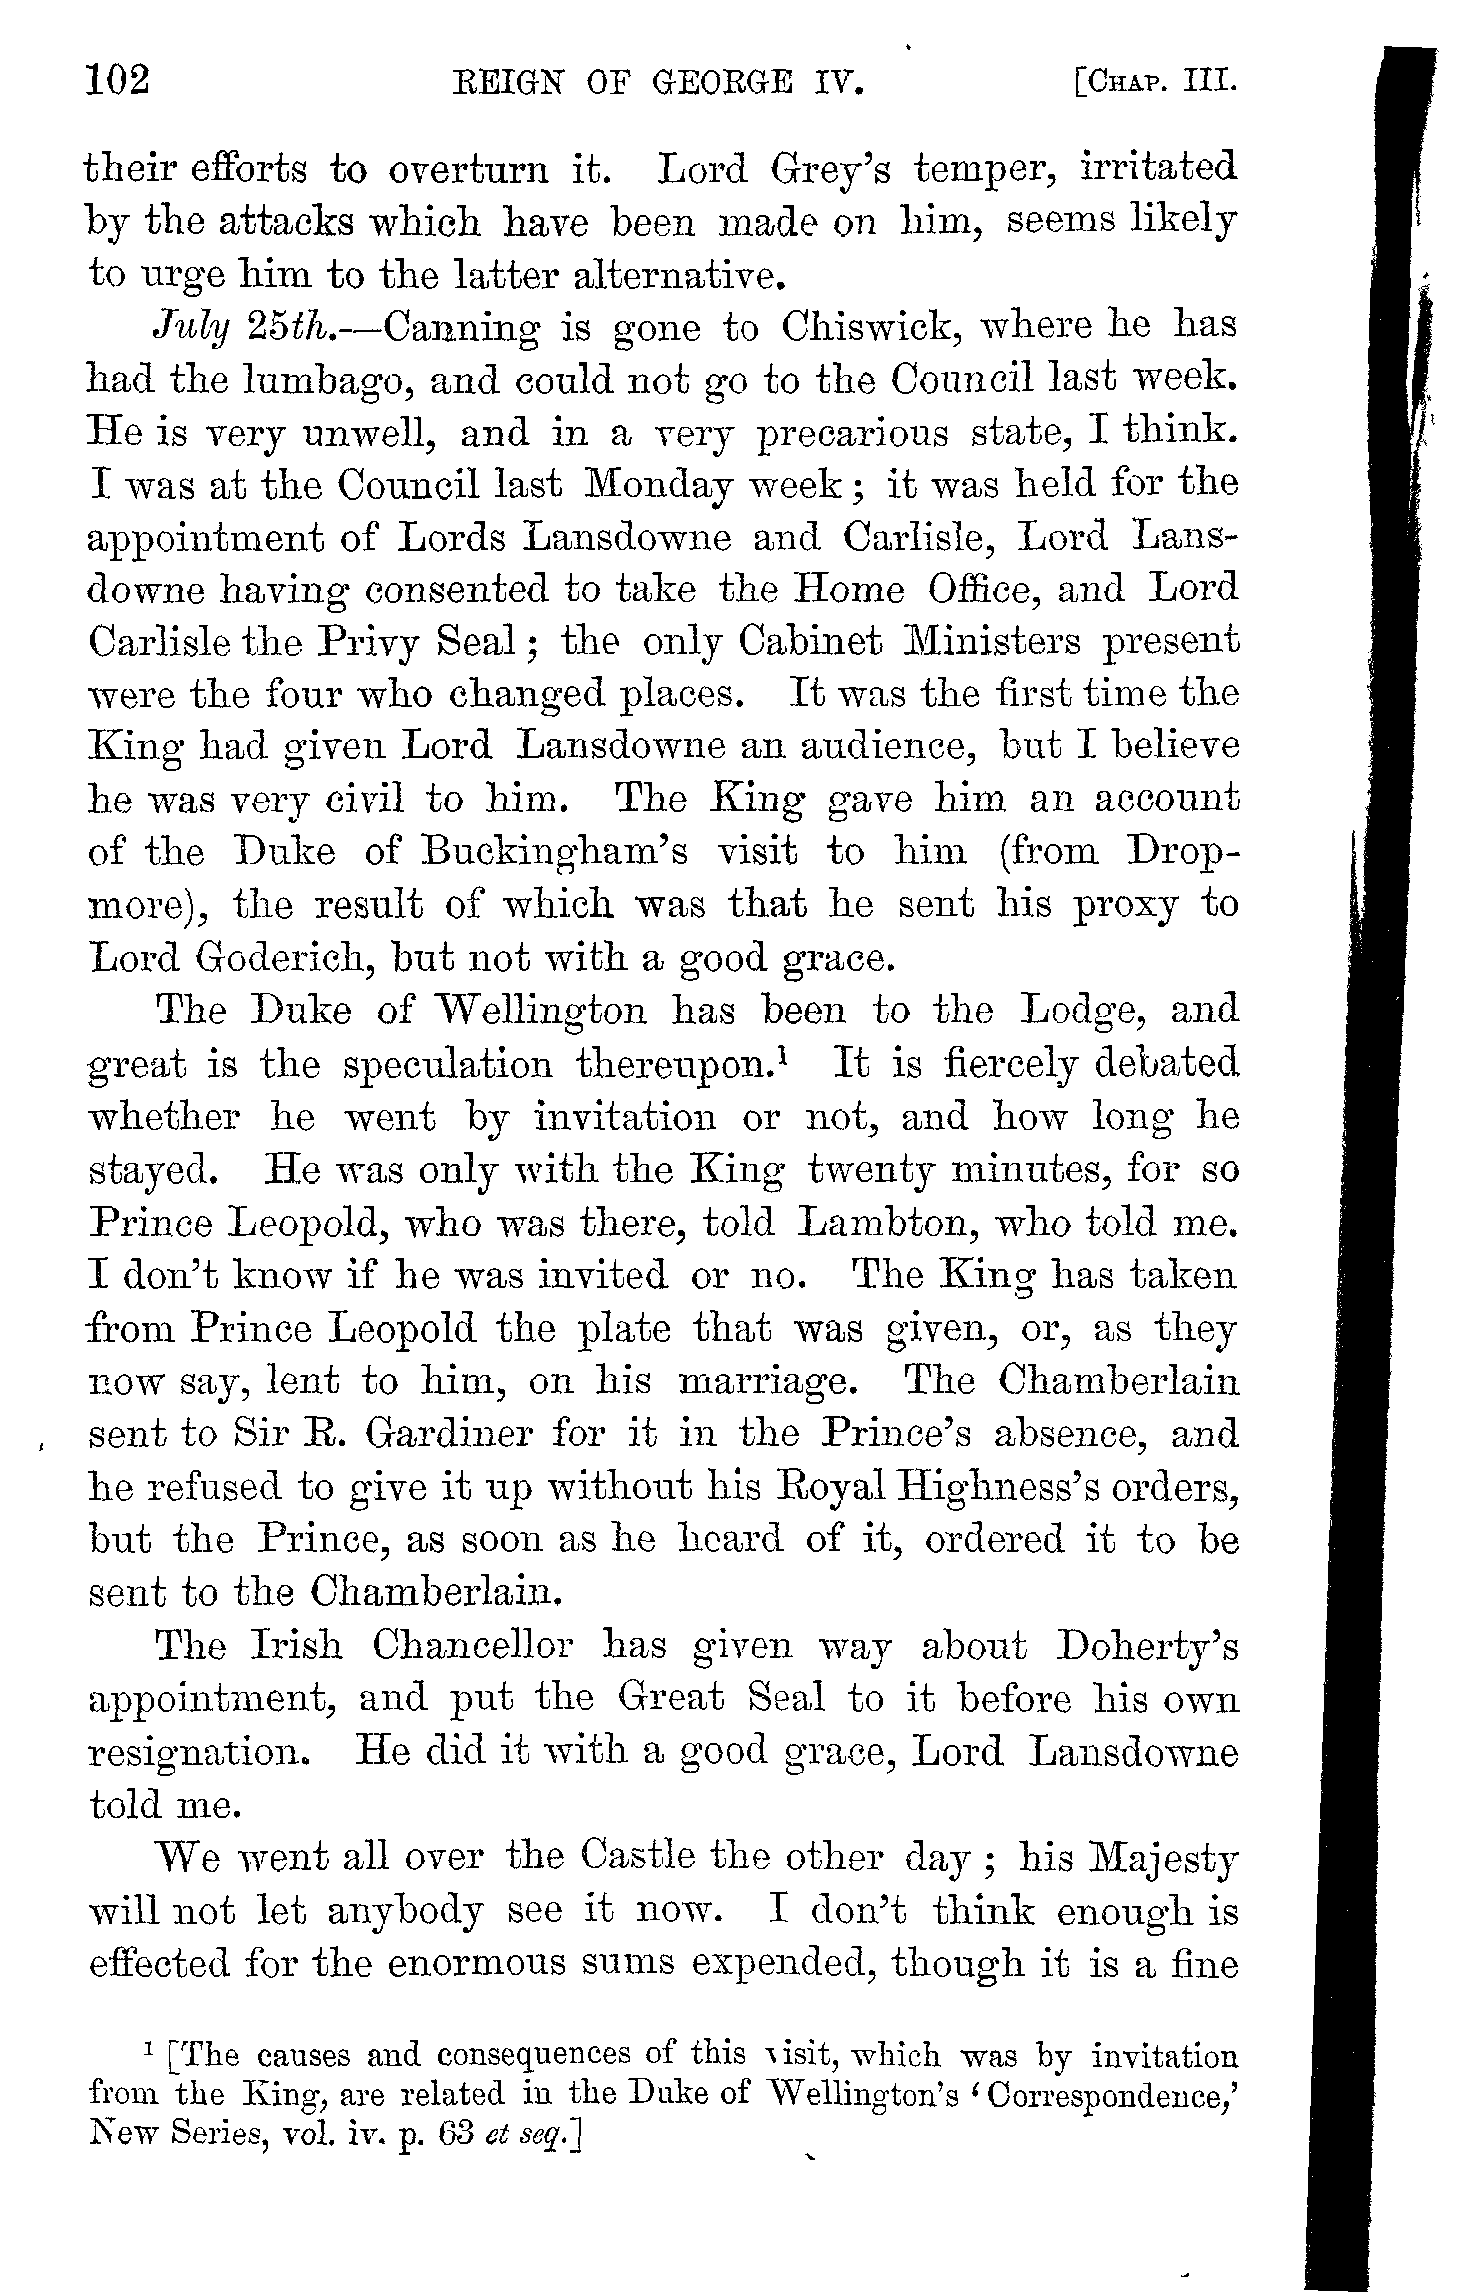 102 REIGN OF GEORGE IV. [CHAP. III.
their efforts to overturn it. Lord Grey's temper, irritated
by the attacks which have been made on him, seems likely
to urge him to the latter alternative.
July 25th.—Canning is gone to Chiswick, where he has
had the lumbago, and could not go to the Council last week.
He is very unwell, and in a very precarious state, I think.
I was at the Council last Monday week; it was held for the
appointment of Lords Lansdowne and Carlisle, Lord Lans-
downe having consented to take the Home Office, and Lord
Carlisle the Privy Seal; the only Cabinet Ministers present
were the four who changed places. It was the first time the
King had given Lord Lansdowne an audience, but I believe
he was very civil to him. The King gave him an account
of the Duke of Buckingham's visit to him (from Drop-
more), the result of which was that he sent his proxy to
Lord Goderich, but not with a good grace.
The Duke of Wellington has been to the Lodge, and
great is the speculation thereupon.¹ It is fiercely debated
whether he went by invitation or not, and how long he
stayed. He was only with the King twenty minutes, for so
Prince Leopold, who was there, told Lambton, who told me.
I don't know if he was invited or no. The King has taken
from Prince Leopold the plate that was given, or, as they
now say, lent to him, on his marriage. The Chamberlain
sent to Sir R. Gardiner for it in the Prince's absence, and
he refused to give it up without his Royal Highness's orders,
but the Prince, as soon as he heard of it, ordered it to be
sent to the Chamberlain.
The Irish Chancellor has given way about Doherty's
appointment, and put the Great Seal to it before his own
resignation. He did it with a good grace, Lord Lansdowne
told me.
We went all over the Castle the other day; his Majesty
will not let anybody see it now. I don't think enough is
effected for the enormous sums expended, though it is a fine
¹ [The causes and consequences of this visit, which was by invitation
from the King, are related in the Duke of Wellington's 'Correspondence,'
New Series, vol. iv. p. 63 et seq.]